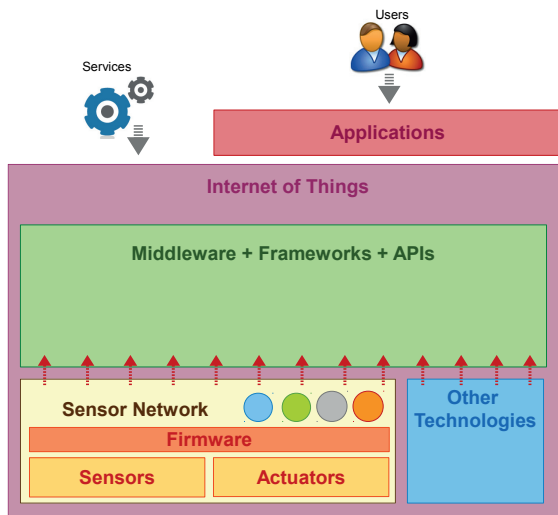 Users
Services
Applications
Internet of Things
Middleware + Frameworks + APIs
Sensor Network
Other
Technologies
Firmware
Sensors
Actuators